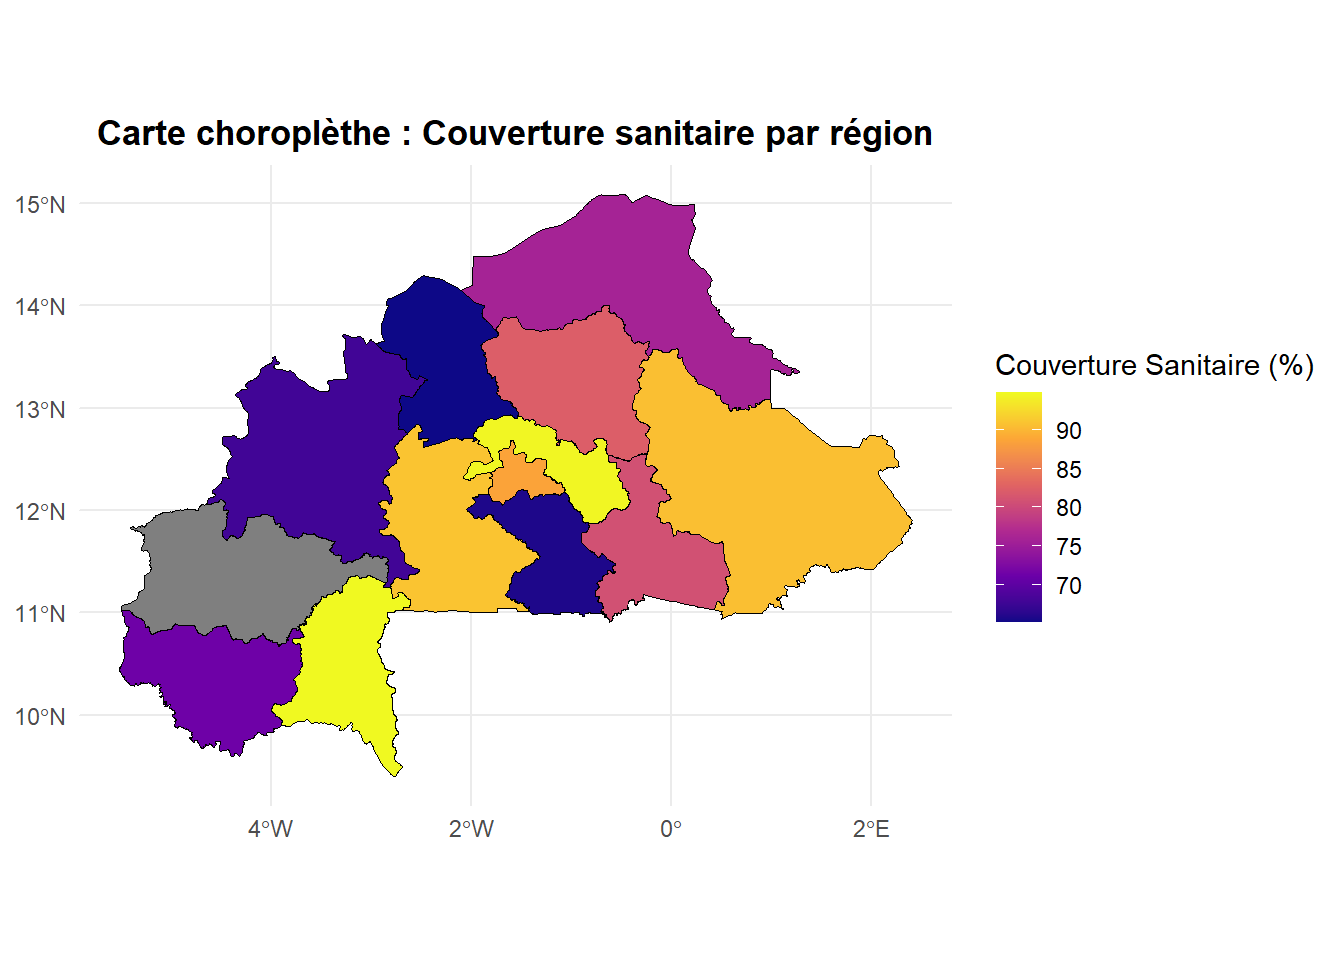 Carte choroplèthe : Couverture sanitaire par région
15°N
14°N
13°N
12°N
11°N
10°N
4°W
2°W
0°
2°E
Couverture Sanitaire (%)
90
85
80
75
70